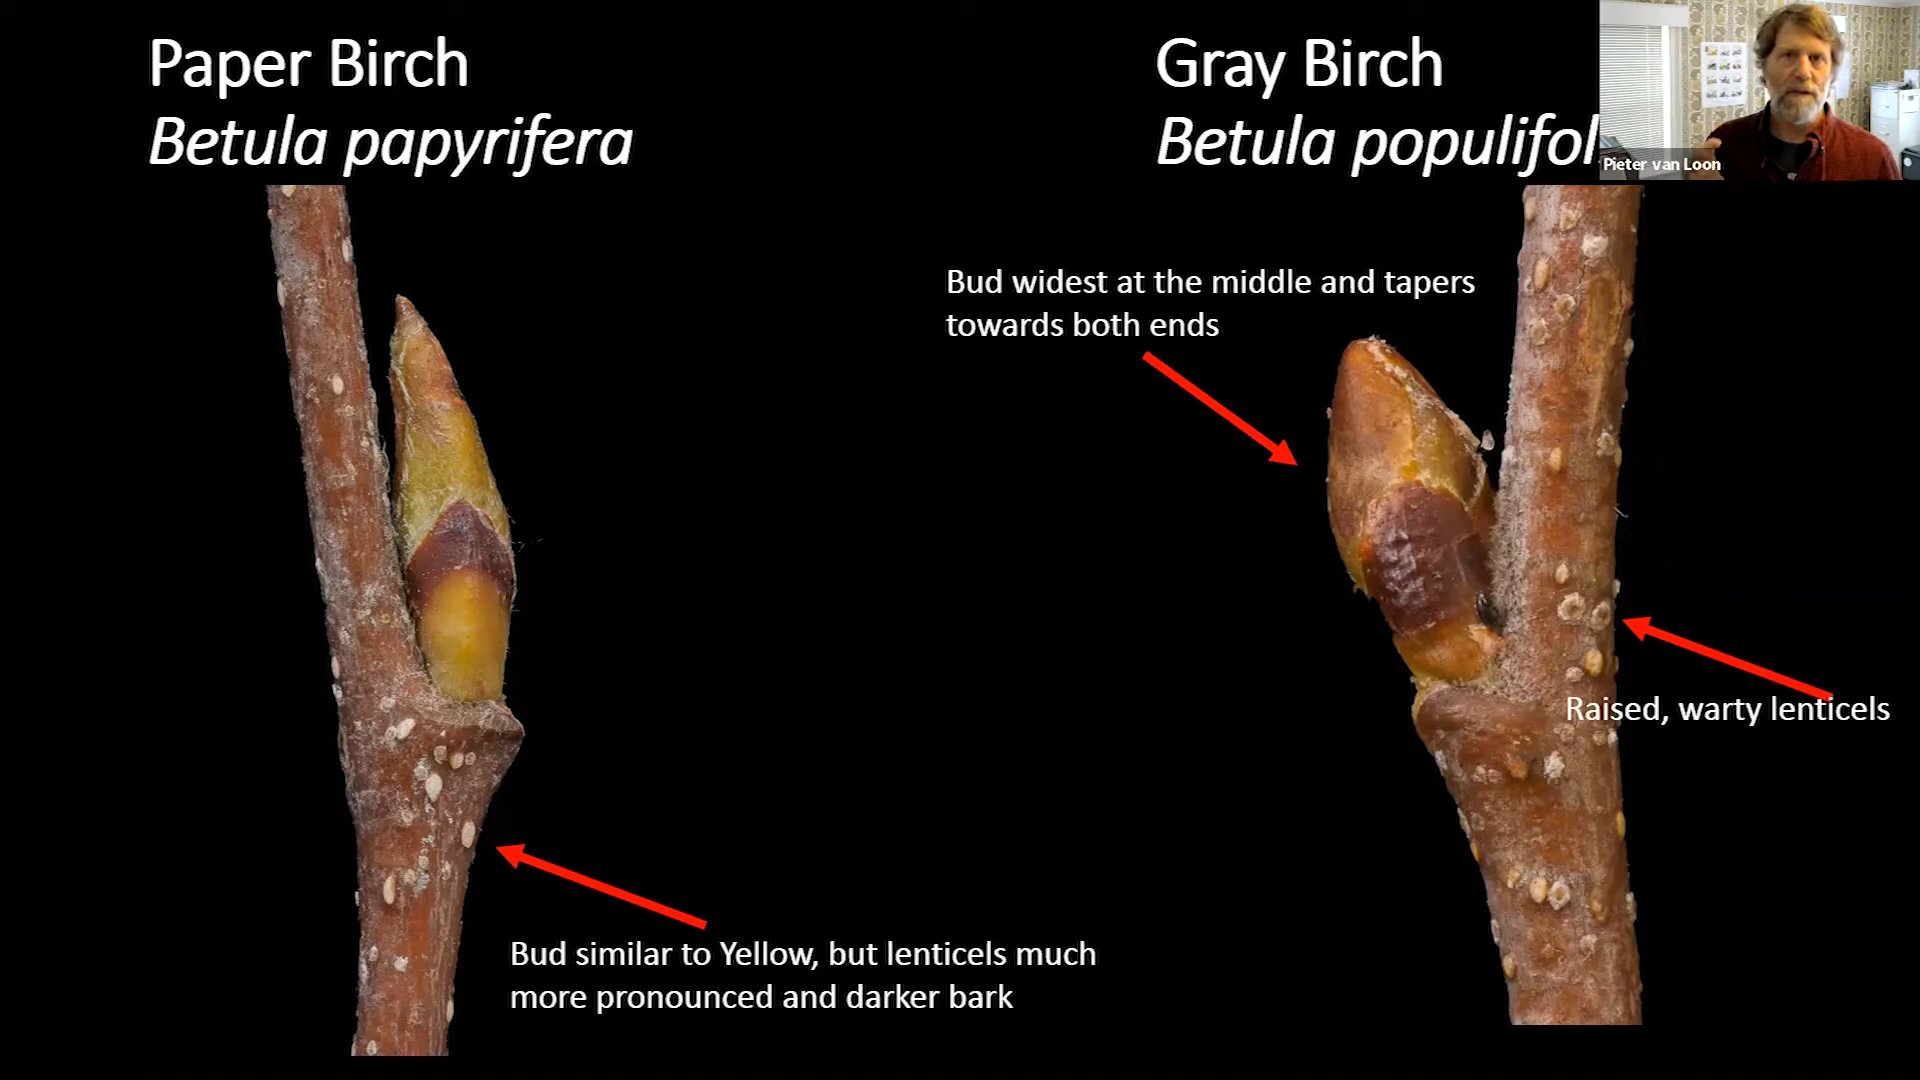 Paper Birch
Betula papyrifera
Gray Birch
Betula populifol
Pieter van Loon
Bud widest at the middle and tapers
towards both ends
Raised, warty lenticels
Bud similar to Yellow, but lenticels much
more pronounced and darker bark